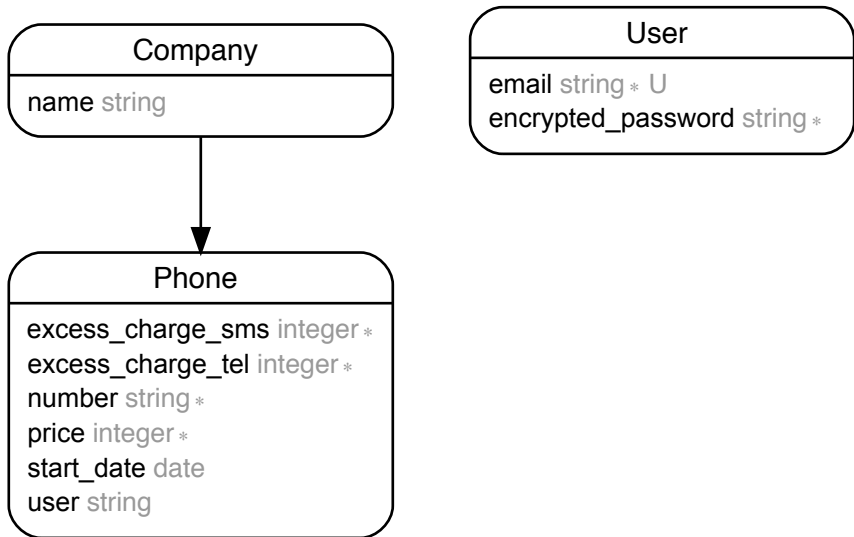 Company
name string
User
email string * U
encrypted_password string *
Phone
excess_charge_sms integer *
excess_charge_tel integer *
number string *
price integer *
start_date date
user string